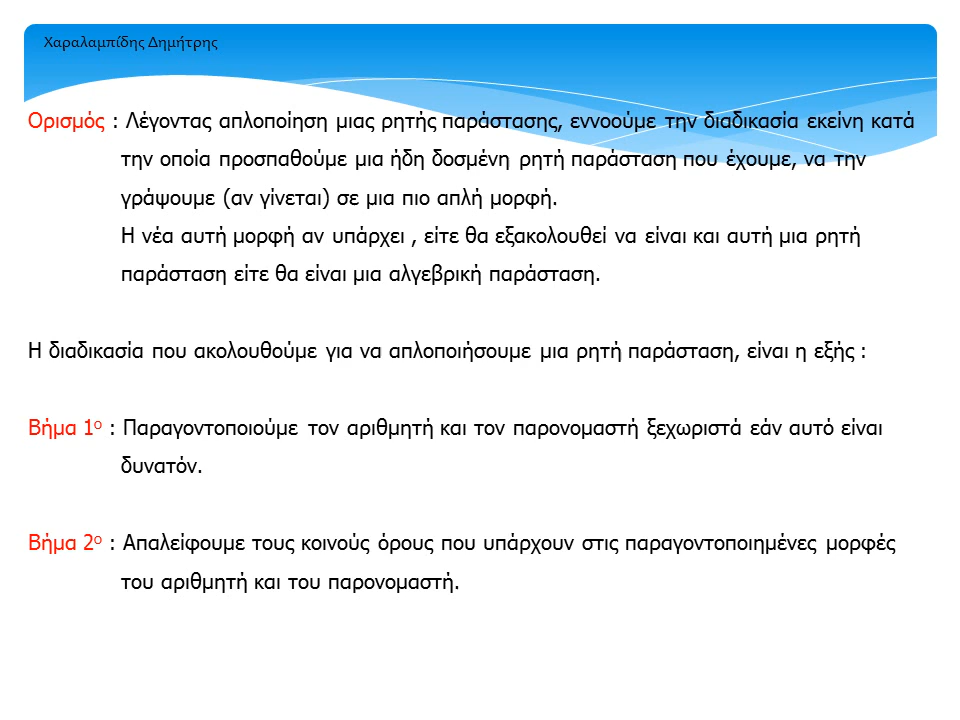 Χαραλαμπίδης Δημήτρης
Ορισμός : Λέγοντας απλοποίηση μιας ρητής παράστασης, εννοούμε την διαδικασία εκείνη κατά
την οποία προσπαθούμε μια ήδη δοσμένη ρητή παράσταση που έχουμε, να την
γράψουμε (αν γίνεται) σε μια πιο απλή μορφή.
Η νέα αυτή μορφή αν υπάρχει , είτε θα εξακολουθεί να είναι και αυτή μια ρητή
παράσταση είτε θα είναι μια αλγεβρική παράσταση.
Η διαδικασία που ακολουθούμε για να απλοποιήσουμε μια ρητή παράσταση, είναι η εξής :
Βήμα 1ο : Παραγοντοποιούμε τον αριθμητή και τον παρονομαστή ξεχωριστά εάν αυτό είναι
δυνατόν.
Βήμα 2ο : Απαλείφουμε τους κοινούς όρους που υπάρχουν στις παραγοντοποιημένες μορφές
του αριθμητή και του παρονομαστή.